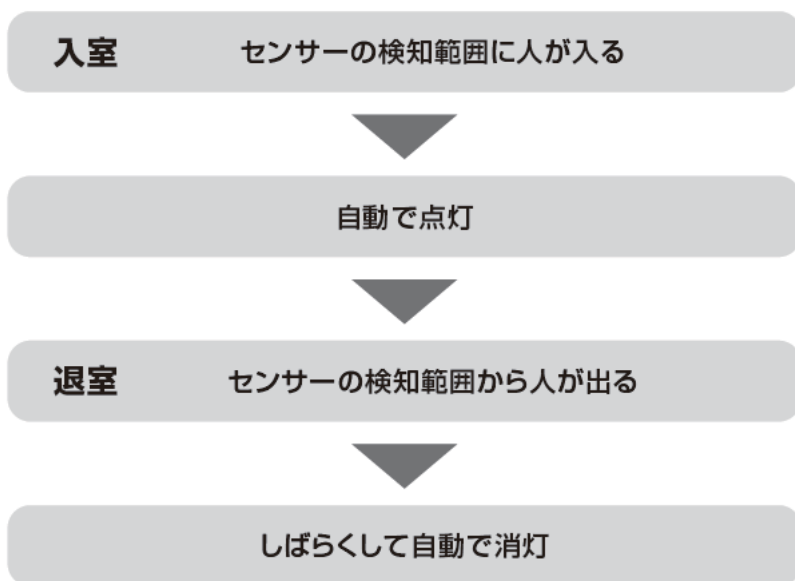 入室 センサーの検知範囲に人が入る
自動で点灯
退室 センサーの検知範囲から人が出る
しばらくして自動で消灯